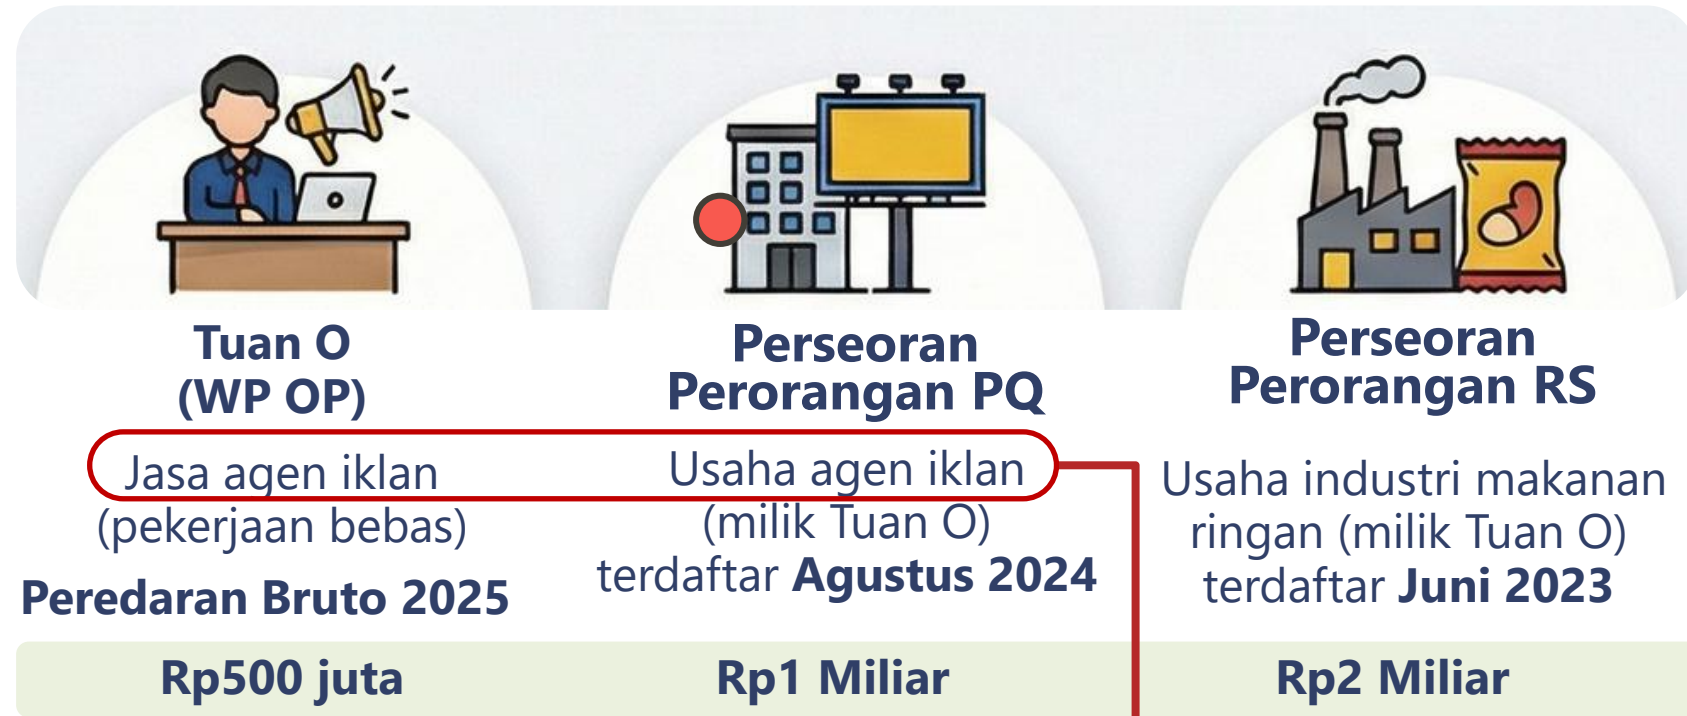 Tuan O
(WP OP)
Jasa agen iklan
(pekerjaan bebas)
Peredaran Bruto 2025
Rp500 juta
Perseoran
Perorangan PQ
Usaha agen iklan
(milik Tuan O)
terdaftar Agustus 2024
Rp1 Miliar
Perseoran
Perorangan RS
Usaha industri makanan
ringan (milik Tuan O)
terdaftar Juni 2023
Rp2 Miliar